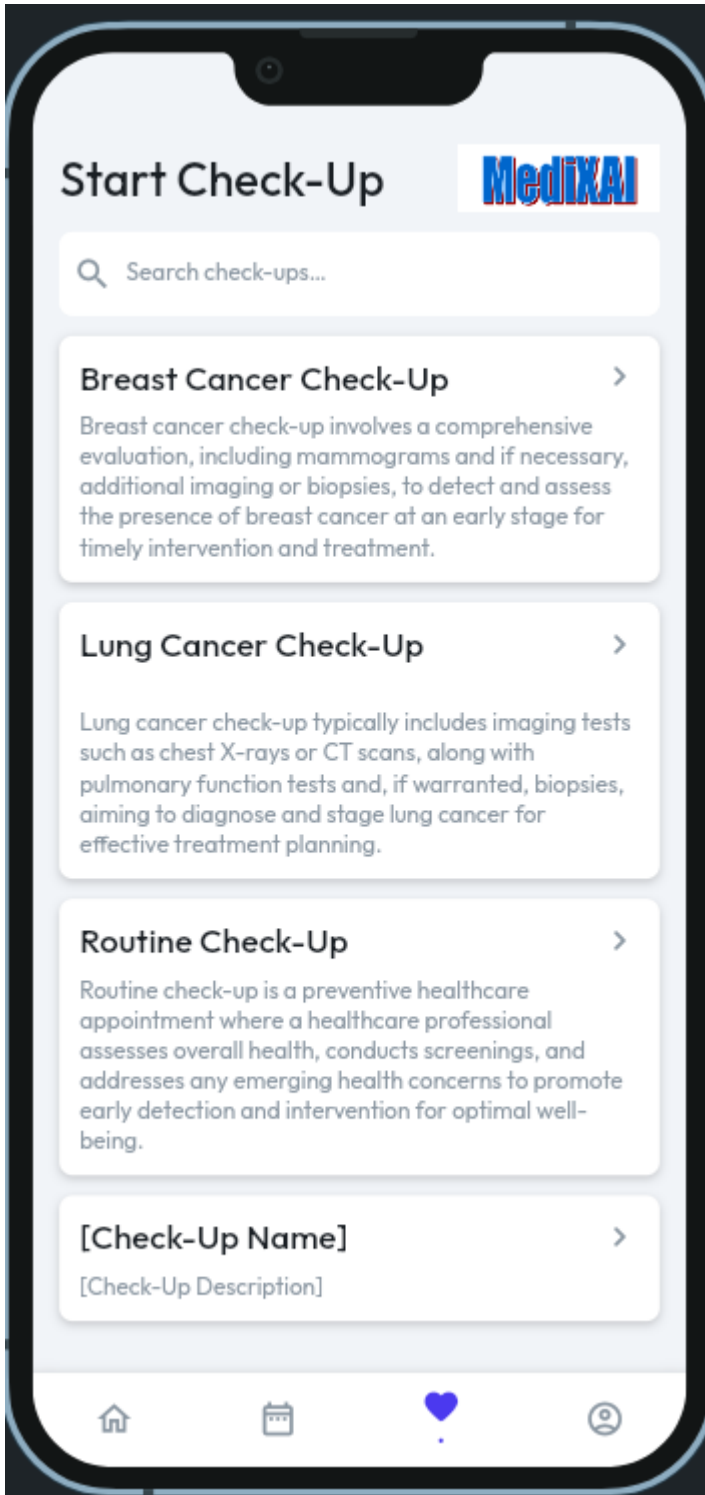 Start Check-Up
MediXAI
Search check-ups...
Breast Cancer Check-Up
Breast cancer check-up involves a comprehensive
evaluation, including mammograms and if necessary,
additional imaging or biopsies, to detect and assess
the presence of breast cancer at an early stage for
timely intervention and treatment.
Lung Cancer Check-Up
Lung cancer check-up typically includes imaging tests
such as chest X-rays or CT scans, along with
pulmonary function tests and, if warranted, biopsies,
aiming to diagnose and stage lung cancer for
effective treatment planning.
Routine Check-Up
Routine check-up is a preventive healthcare
appointment where a healthcare professional
assesses overall health, conducts screenings, and
addresses any emerging health concerns to promote
early detection and intervention for optimal well-
being.
[Check-Up Name]
[Check-Up Description]